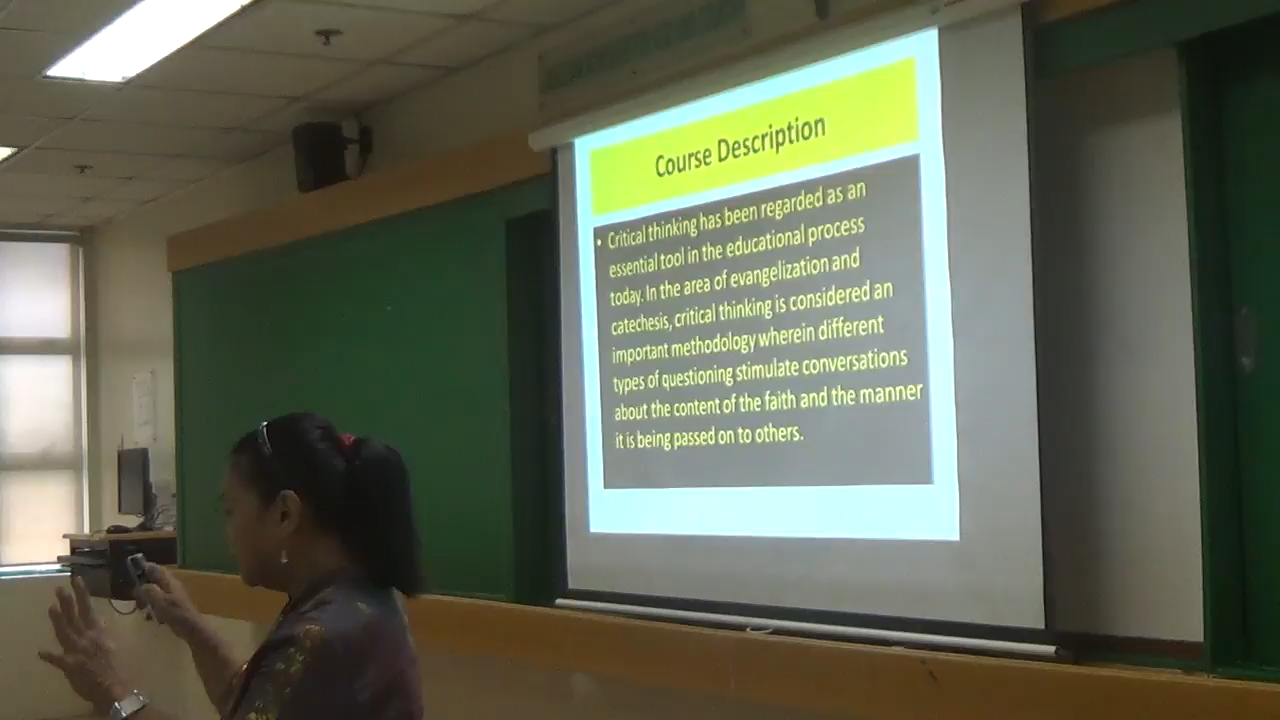 Course Description
• Critical thinking has been regarded as an
essential tool in the educational process
today. In the area of evangelization and
catechesis, critical thinking is considered an
important methodology wherein different
types of questioning stimulate conversations
about the content of the faith and the manner
it is being passed on to others.